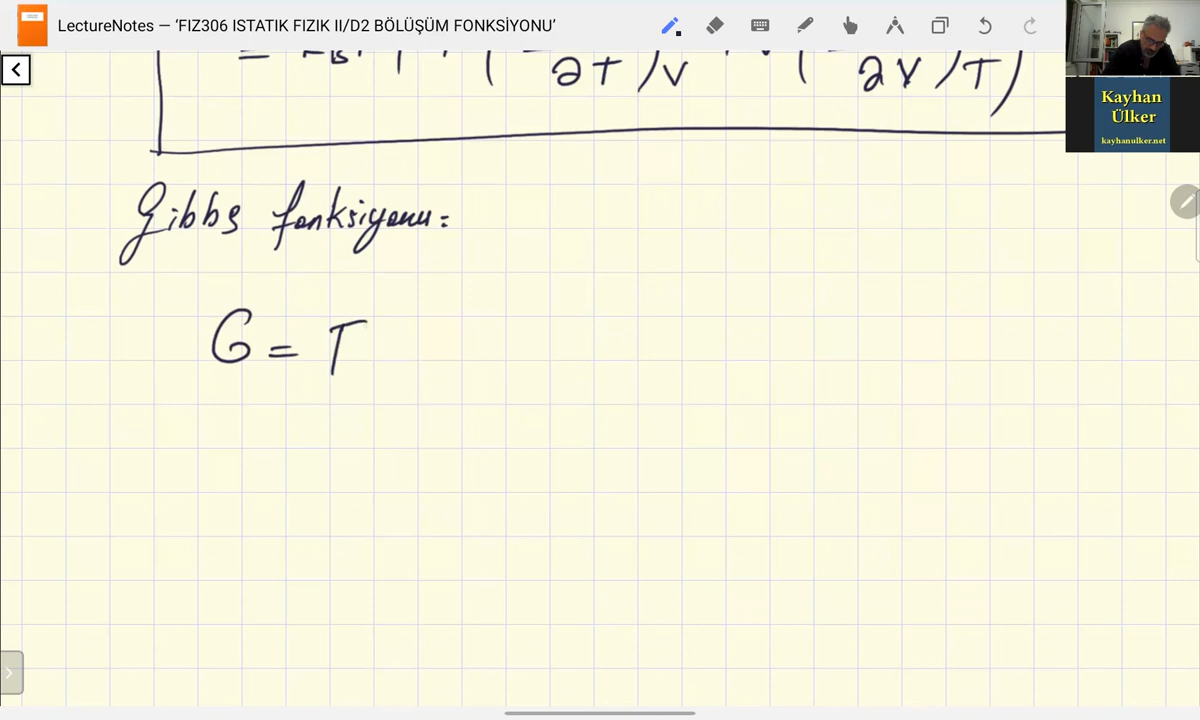 LectureNotes — ‘FIZ306 ISTATIK FIZIK II/D2 BÖLÜŞÜM FONKSİYONU’
∂T /V ∂V /T )
Kayhan
Ülker
kayhanulker.net
Gibbs fonksiyonu:
G = T